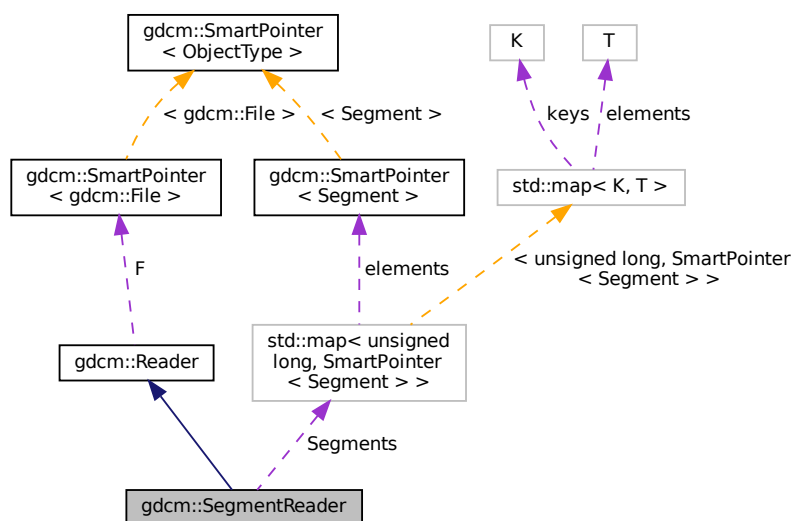 gdcm::SmartPointer
< ObjectType >
K
T
< gdcm::File >
< Segment >
keys
elements
gdcm::SmartPointer
< gdcm::File >
gdcm::SmartPointer
< Segment >
std::map< K, T >
F
elements
< unsigned long, SmartPointer
< Segment > >
gdcm::Reader
std::map< unsigned
long, SmartPointer
< Segment > >
Segments
gdcm::SegmentReader